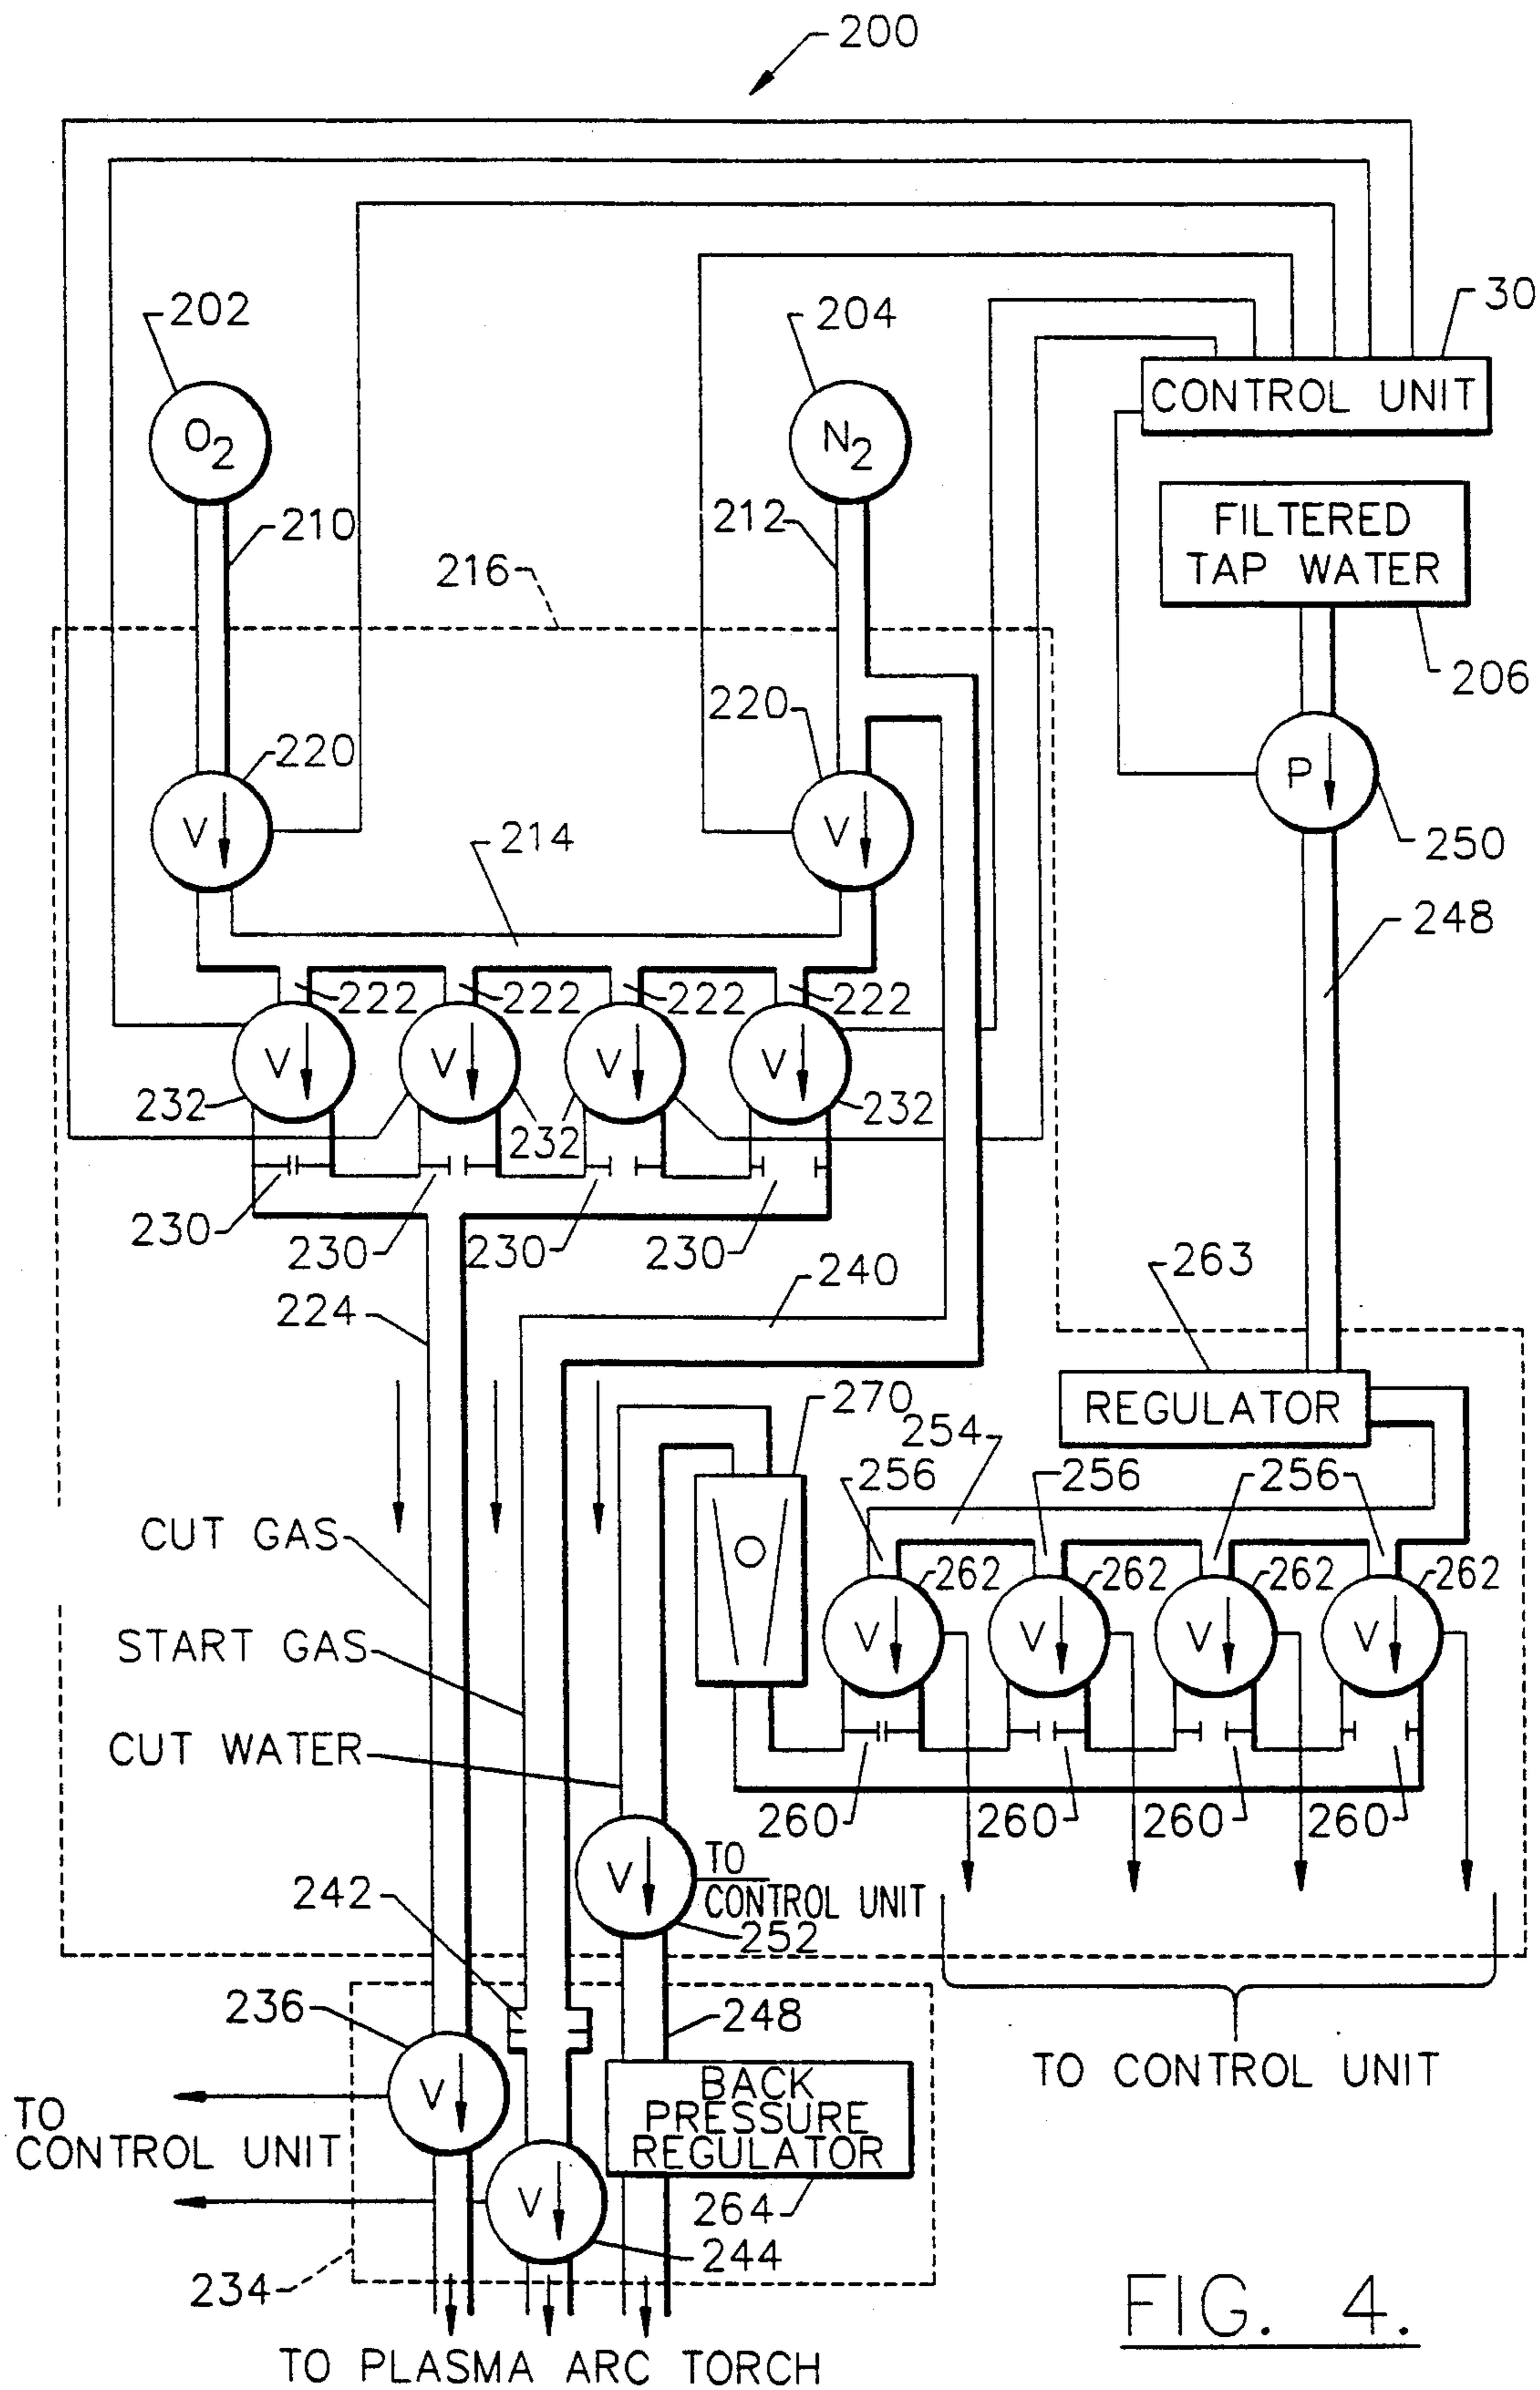 200
30
202
204
CONTROL UNIT
O2
N2
FILTERED
TAP WATER
210
212
216
206
220
220
P
250
V
V
214
248
222
222
222
222
V
V
V
V
232
232
232
230
230
230
230
240
263
224
REGULATOR
270
254
256
256
256
CUT GAS
262
262
262
262
START GAS
V
V
V
V
CUT WATER
260
260
260
260
V
TO
CONTROL UNIT
242
252
236
248
TO CONTROL UNIT
V
BACK
PRESSURE
REGULATOR
TO
CONTROL UNIT
V
264
244
234
FIG. 4.
TO PLASMA ARC TORCH